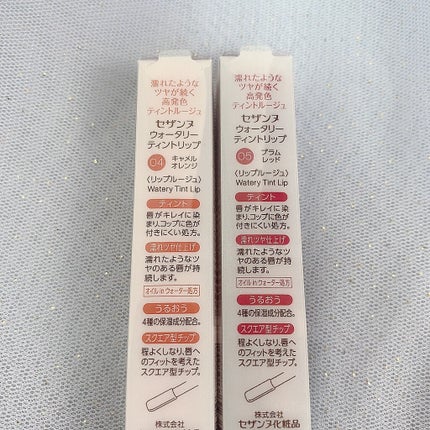 濡れたような
ツヤが続く
高発色
ティントルージュ
セザンヌ
ウォータリー
ティントリップ
04 キャメル
オレンジ
〈リップルージュ〉
Watery Tint Lip
ティント
唇がキレイに染
まり、コップに色が
付きにくい処方。
濡れツヤ仕上げ
濡れたようなツ
ヤのある唇が持
続します。
オイル in ウォーター処方
うるおう
4種の保湿成分配合。
スクエア型チップ
程よくしなり、唇へ
のフィットを考えた
スクエア型チップ。
株式会社
濡れたような
ツヤが続く
高発色
ティントルージュ
セザンヌ
ウォータリー
ティントリップ
05 プラム
レッド
〈リップルージュ〉
Watery Tint Lip
ティント
唇がキレイに染
まり、コップに色が
付きにくい処方。
濡れツヤ仕上げ
濡れたようなツ
ヤのある唇が持
続します。
オイル in ウォーター処方
うるおう
4種の保湿成分配合。
スクエア型チップ
程よくしなり、唇へ
のフィットを考えた
スクエア型チップ。
株式会社
セザンヌ化粧品